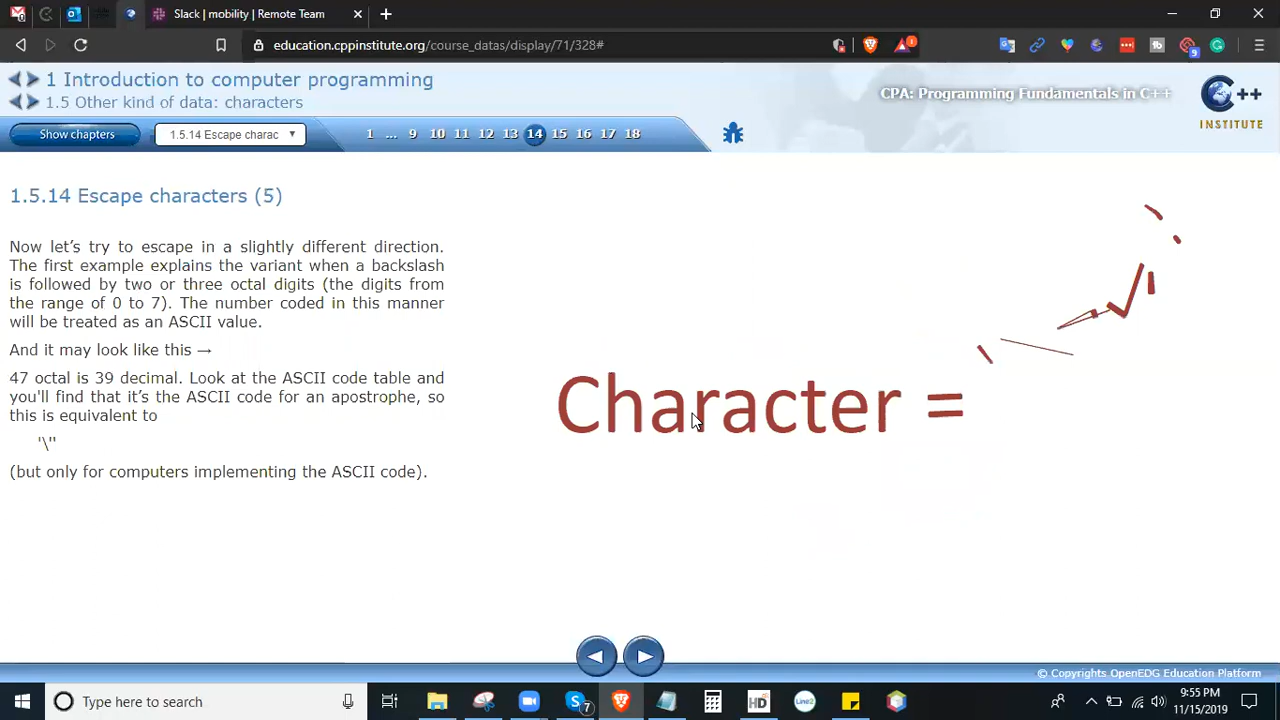 Slack | mobility | Remote Team
education.cppinstitute.org/course_datas/display/71/328#
1 Introduction to computer programming
1.5 Other kind of data: characters
CPA: Programming Fundamentals in C++
C++
INSTITUTE
Show chapters
1.5.14 Escape charac
1 ... 9 10 11 12 13 14 15 16 17 18
1.5.14 Escape characters (5)
Now let's try to escape in a slightly different direction.
The first example explains the variant when a backslash
is followed by two or three octal digits (the digits from
the range of 0 to 7). The number coded in this manner
will be treated as an ASCII value.
And it may look like this →
47 octal is 39 decimal. Look at the ASCII code table and
you'll find that it's the ASCII code for an apostrophe, so
this is equivalent to
'\''
(but only for computers implementing the ASCII code).
Character =
© Copyrights OpenEDG Education Platform
Type here to search
7
HD
Line2
9:55 PM
11/15/2019